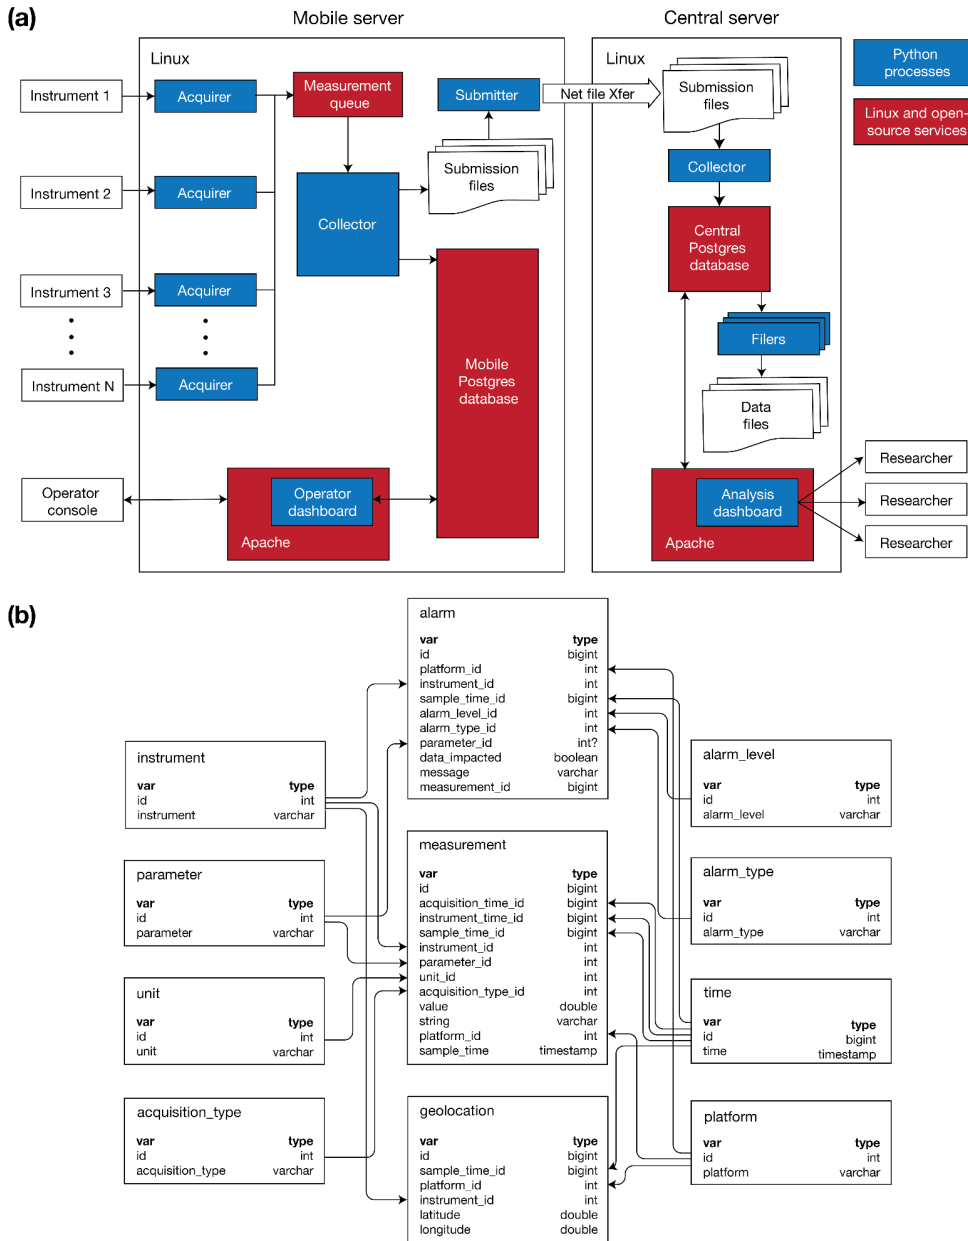 (a)
Mobile server
Central server
Linux
Instrument 1
Acquirer
Measurement
queue
Submitter
Net file Xfer
Linux
Submission
files
Python
processes
Linux and open-
source services
Instrument 2
Acquirer
Collector
Submission
files
Collector
Central
Postgres
database
Instrument 3
Acquirer
Filers
Instrument N
Acquirer
Mobile
Postgres
database
Data
files
Operator
console
Operator
dashboard
Apache
Analysis
dashboard
Apache
Researcher
Researcher
Researcher
(b)
alarm
var type
id bigint
platform_id int
instrument_id int
sample_time_id bigint
alarm_level_id int
alarm_type_id int
parameter_id int?
data_impacted boolean
message varchar
measurement_id bigint
instrument
var type
id int
instrument varchar
alarm_level
var type
id int
alarm_level varchar
measurement
var type
id bigint
acquisition_time_id bigint
instrument_time_id bigint
sample_time_id bigint
instrument_id int
parameter_id int
unit_id int
acquisition_type_id int
value double
string varchar
platform_id int
sample_time timestamp
parameter
var type
id int
parameter varchar
alarm_type
var type
id int
alarm_type varchar
unit
var type
id int
unit varchar
time
var type
id bigint
time timestamp
acquisition_type
var type
id int
acquisition_type varchar
geolocation
var type
id bigint
sample_time_id bigint
platform_id int
instrument_id int
latitude double
longitude double
platform
var type
id int
platform varchar